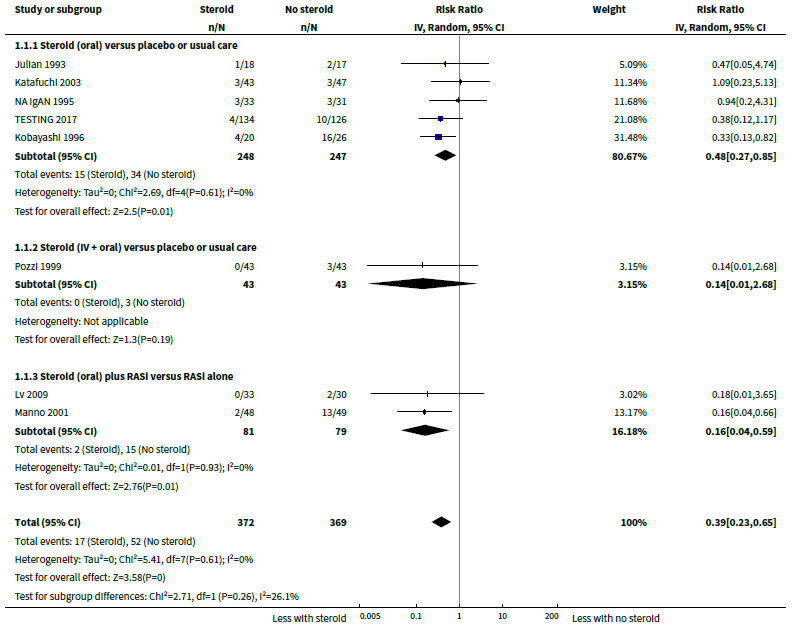 Study or subgroup Steroid No steroid Risk Ratio Weight Risk Ratio
n/N n/N IV, Random, 95% CI IV, Random, 95% CI
1.1.1 Steroid (oral) versus placebo or usual care
Julian 1993 1/18 2/17 5.09% 0.47[0.05,4.74]
Katafuchi 2003 3/43 3/47 11.34% 1.09[0.23,5.13]
NA IgAN 1995 3/33 3/31 11.68% 0.94[0.2,4.31]
TESTING 2017 4/134 10/126 21.08% 0.38[0.12,1.17]
Kobayashi 1996 4/20 16/26 31.48% 0.33[0.13,0.82]
Subtotal (95% CI) 248 247 80.67% 0.48[0.27,0.85]
Total events: 15 (Steroid), 34 (No steroid)
Heterogeneity: Tau²=0; Chi²=2.69, df=4(P=0.61); I²=0%
Test for overall effect: Z=2.5(P=0.01)
1.1.2 Steroid (IV + oral) versus placebo or usual care
Pozzi 1999 0/43 3/43 3.15% 0.14[0.01,2.68]
Subtotal (95% CI) 43 43 3.15% 0.14[0.01,2.68]
Total events: 0 (Steroid), 3 (No steroid)
Heterogeneity: Not applicable
Test for overall effect: Z=1.3(P=0.19)
1.1.3 Steroid (oral) plus RASi versus RASi alone
Lv 2009 0/33 2/30 3.02% 0.18[0.01,3.65]
Manno 2001 2/48 13/49 13.17% 0.16[0.04,0.66]
Subtotal (95% CI) 81 79 16.18% 0.16[0.04,0.59]
Total events: 2 (Steroid), 15 (No steroid)
Heterogeneity: Tau²=0; Chi²=0.01, df=1(P=0.93); I²=0%
Test for overall effect: Z=2.76(P=0.01)
Total (95% CI) 372 369 100% 0.39[0.23,0.65]
Total events: 17 (Steroid), 52 (No steroid)
Heterogeneity: Tau²=0; Chi²=5.41, df=7(P=0.61); I²=0%
Test for overall effect: Z=3.58(P=0)
Test for subgroup differences: Chi²=2.71, df=1 (P=0.26), I²=26.1%
Less with steroid 0.005 0.1 1 10 200 Less with no steroid